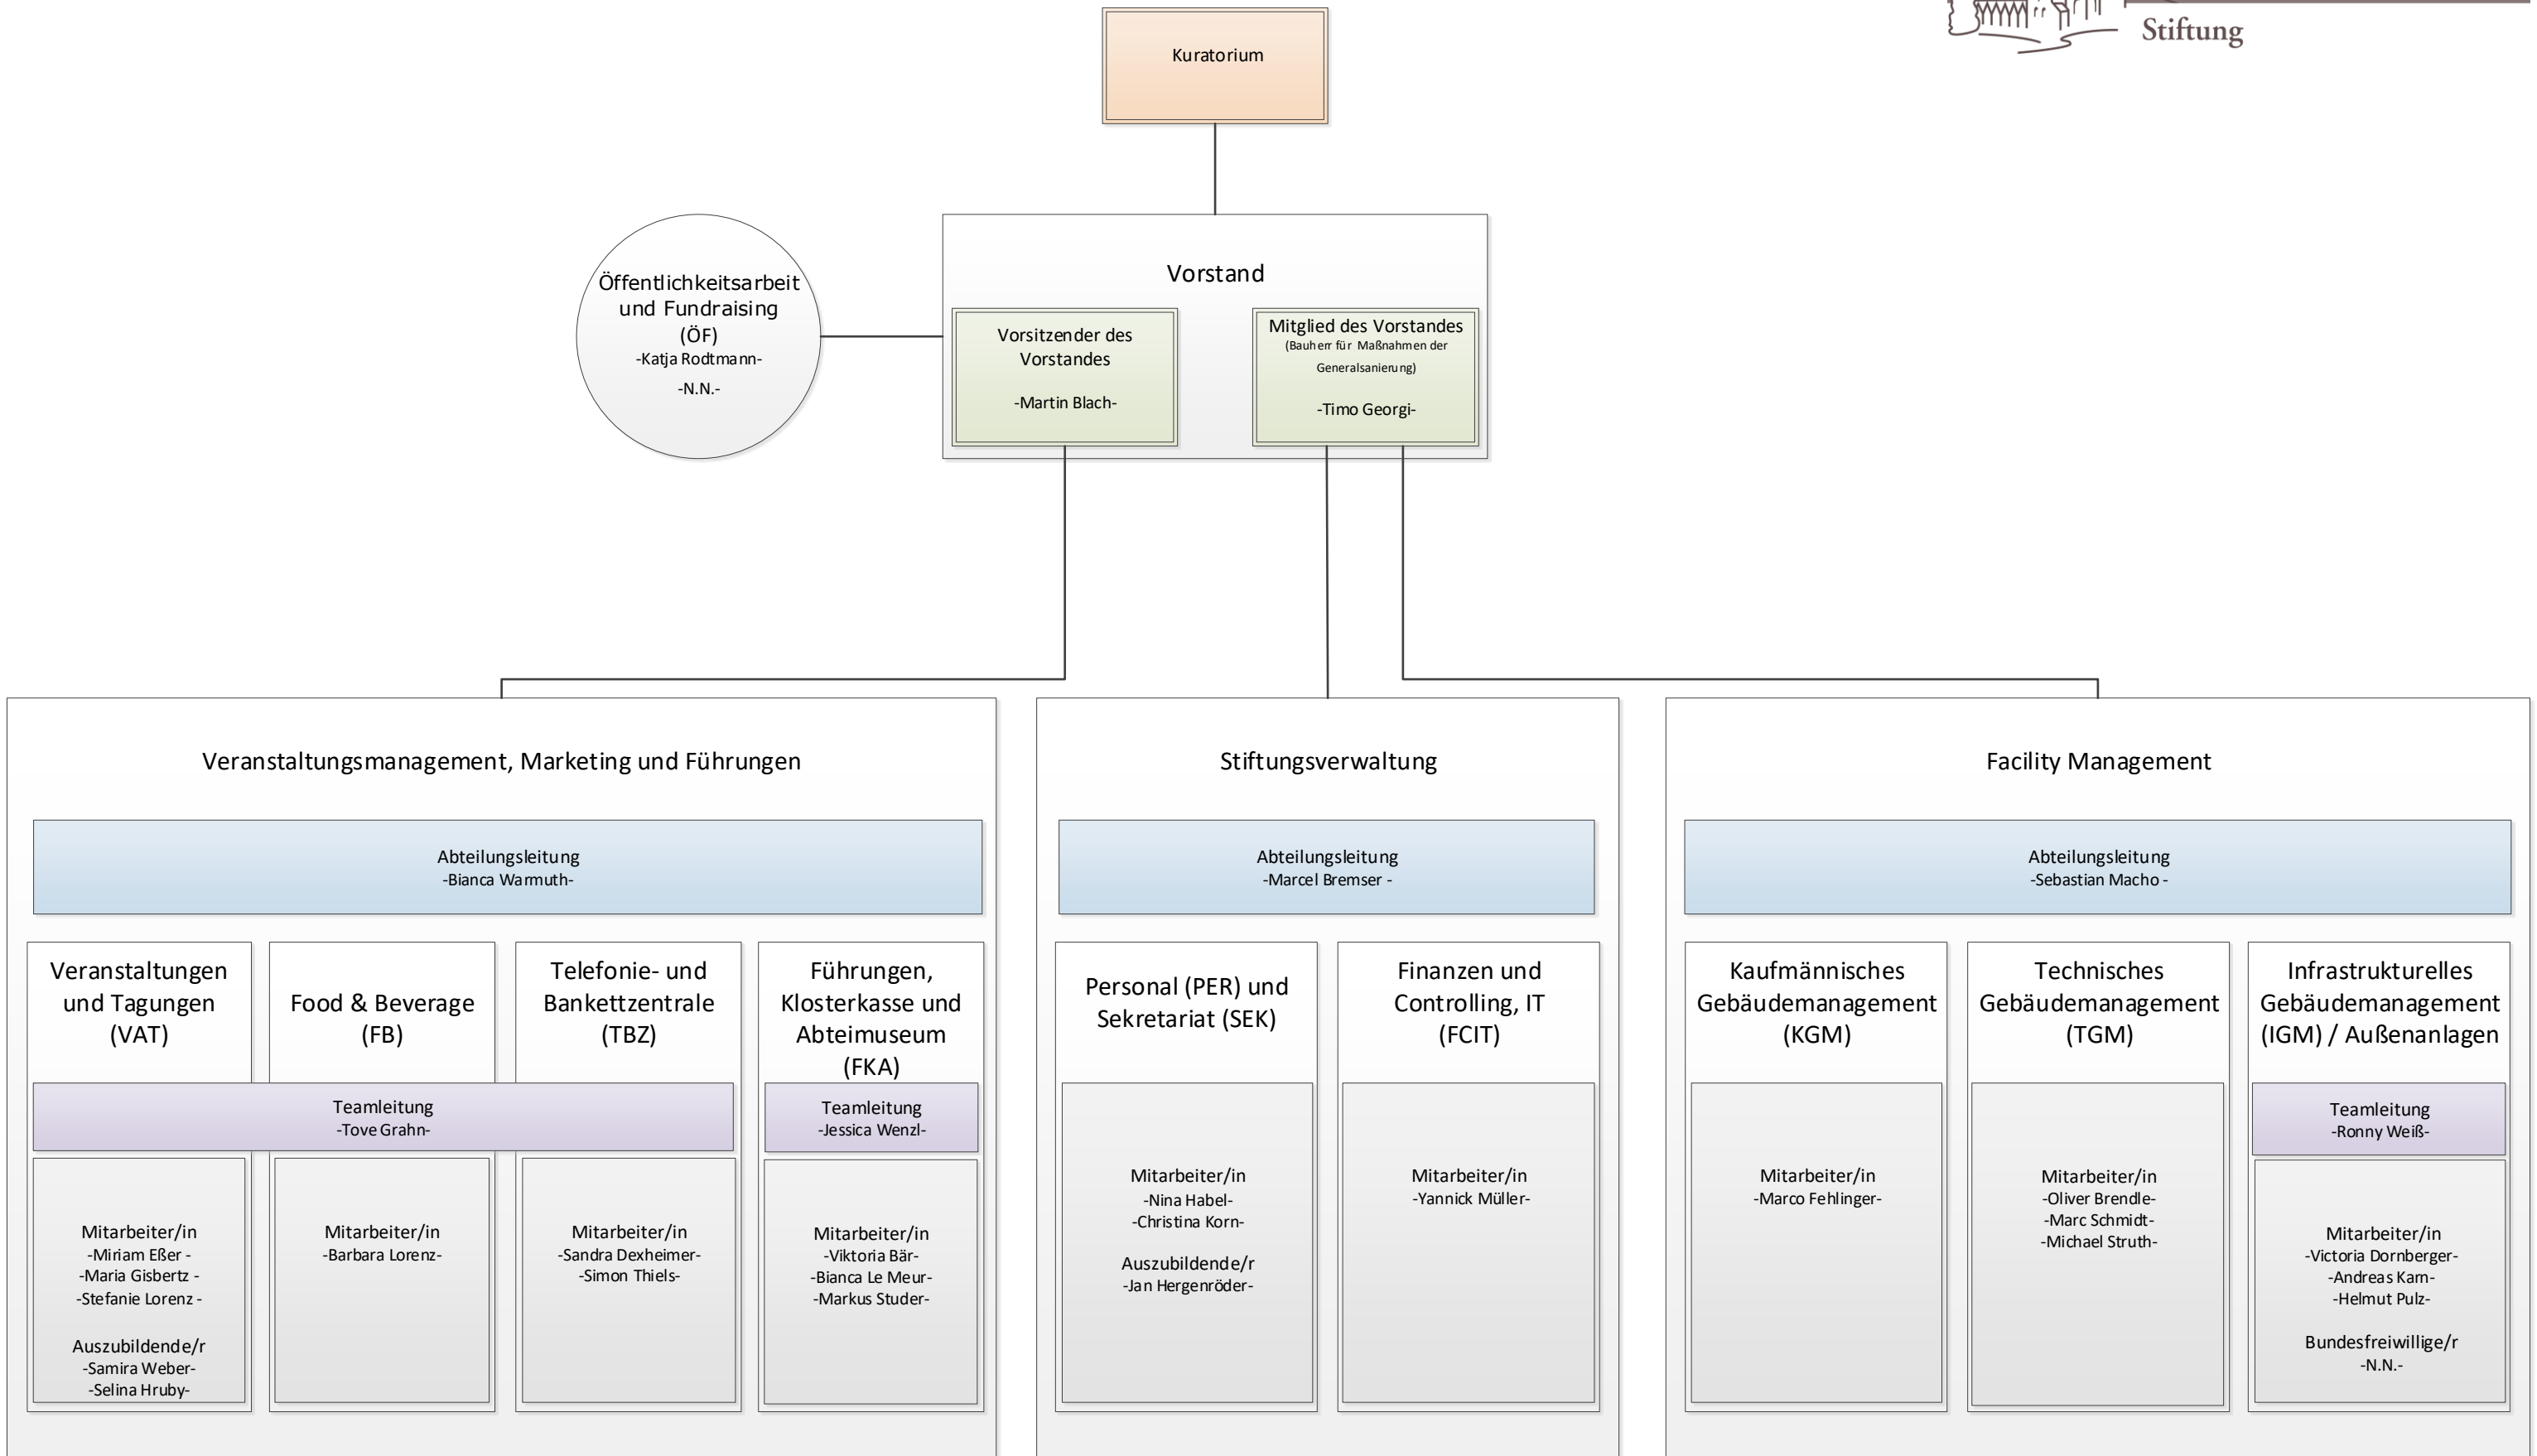 Stiftung
Kuratorium
Öffentlichkeitsarbeit
und Fundraising
(ÖF)
-Katja Rodtmann-
-N.N.-
Vorstand
Vorsitzender des
Vorstandes
-Martin Blach-
Mitglied des Vorstandes
(Bauherr für Maßnahmen der
Generalsanierung)
-Timo Georgi-
Veranstaltungsmanagement, Marketing und Führungen
Abteilungsleitung
-Bianca Warmuth-
Veranstaltungen
und Tagungen
(VAT)
Food & Beverage
(FB)
Telefonie- und
Bankettzentrale
(TBZ)
Teamleitung
-Tove Grahn-
Mitarbeiter/in
-Miriam Eßer -
-Maria Gisbertz -
-Stefanie Lorenz -
Auszubildende/r
-Samira Weber-
-Selina Hruby-
Mitarbeiter/in
-Barbara Lorenz-
Mitarbeiter/in
-Sandra Dexheimer-
-Simon Thiels-
Führungen,
Klosterkasse und
Abteimuseum
(FKA)
Teamleitung
-Jessica Wenzl-
Mitarbeiter/in
-Viktoria Bär-
-Bianca Le Meur-
-Markus Studer-
Stiftungsverwaltung
Abteilungsleitung
-Marcel Bremser -
Personal (PER) und
Sekretariat (SEK)
Mitarbeiter/in
-Nina Habel-
-Christina Korn-
Auszubildende/r
-Jan Hergenröder-
Finanzen und
Controlling, IT
(FCIT)
Mitarbeiter/in
-Yannick Müller-
Facility Management
Abteilungsleitung
-Sebastian Macho -
Kaufmännisches
Gebäudemanagement
(KGM)
Mitarbeiter/in
-Marco Fehlinger-
Technisches
Gebäudemanagement
(TGM)
Mitarbeiter/in
-Oliver Brendle-
-Marc Schmidt-
-Michael Struth-
Infrastrukturelles
Gebäudemanagement
(IGM) / Außenanlagen
Teamleitung
-Ronny Weiß-
Mitarbeiter/in
-Victoria Dornberger-
-Andreas Karn-
-Helmut Pulz-
Bundesfreiwillige/r
-N.N.-